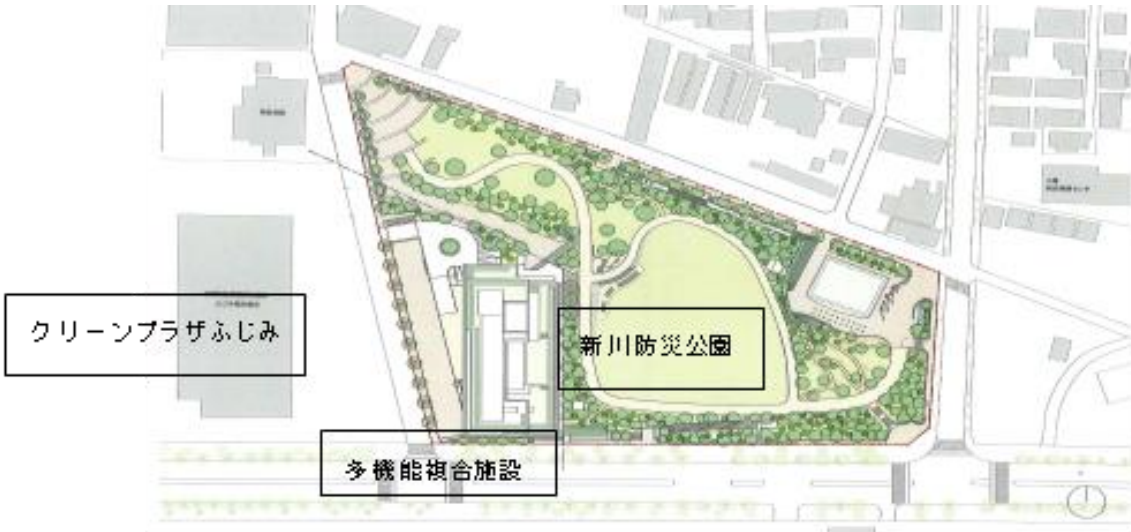 クリーンプラザふじみ
新川防災公園
多機能複合施設